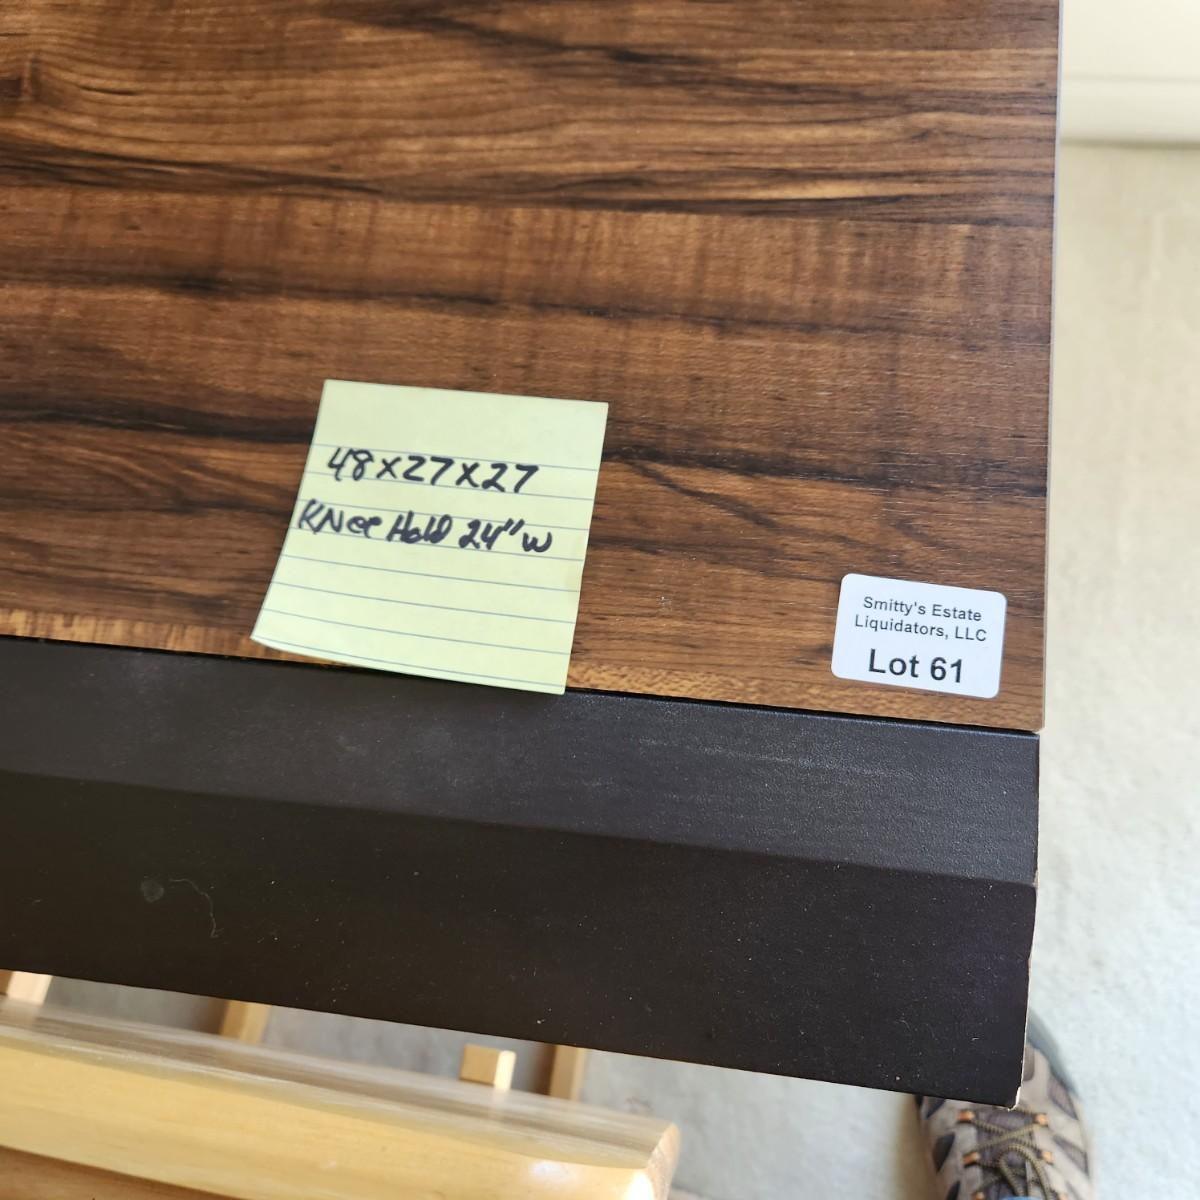 48x27x27
KNee Hold 24" W
Smitty's Estate
Liquidators, LLC
Lot 61